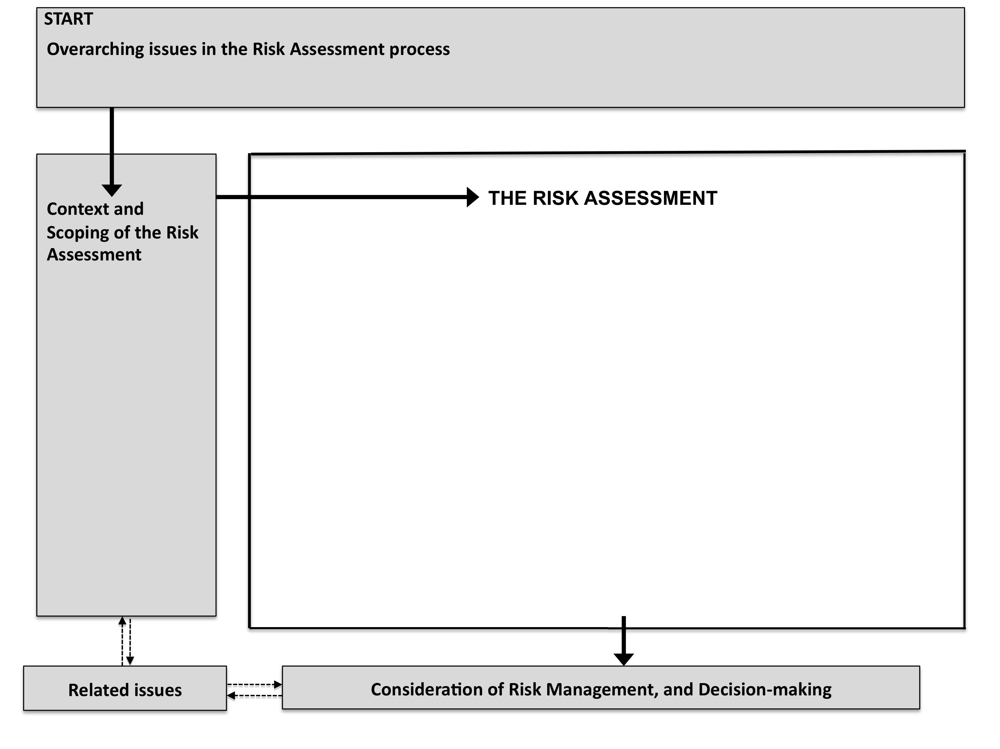 START
Overarching issues in the Risk Assessment process
Context and
Scoping of the Risk
Assessment
THE RISK ASSESSMENT
Related issues
Consideration of Risk Management, and Decision-making